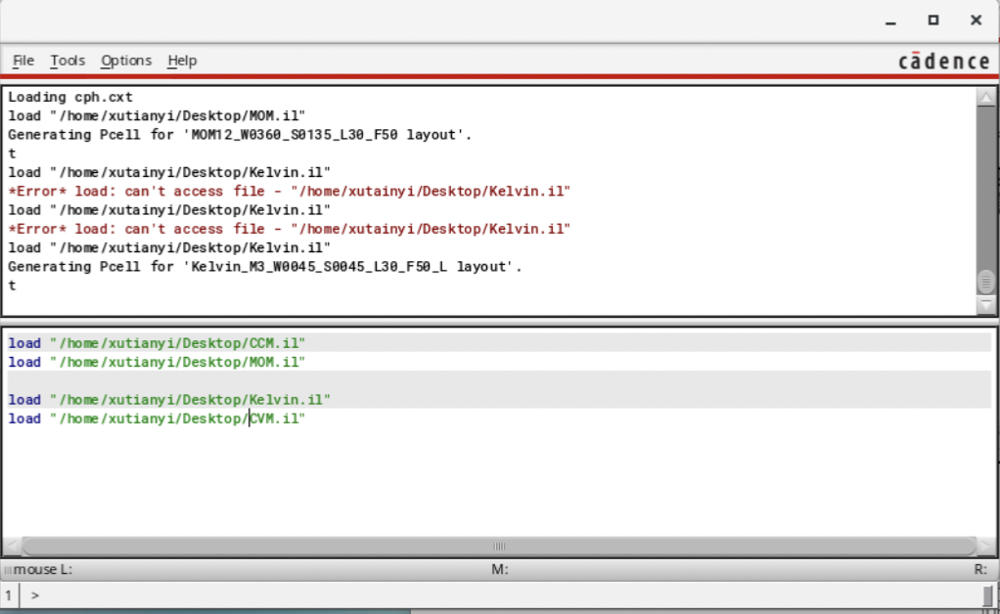 File Tools Options Help
cādence
Loading cph.cxt
load "/home/xutianyi/Desktop/MOM.il"
Generating Pcell for 'MOM12_W0360_S0135_L30_F50 layout'.
t
load "/home/xutainyi/Desktop/Kelvin.il"
*Error* load: can't access file - "/home/xutainyi/Desktop/Kelvin.il"
load "/home/xutainyi/Desktop/Kelvin.il"
*Error* load: can't access file - "/home/xutainyi/Desktop/Kelvin.il"
load "/home/xutianyi/Desktop/Kelvin.il"
Generating Pcell for 'Kelvin_M3_W0045_S0045_L30_F50_L layout'.
t
load "/home/xutianyi/Desktop/CCM.il"
load "/home/xutianyi/Desktop/MOM.il"
load "/home/xutianyi/Desktop/Kelvin.il"
load "/home/xutianyi/Desktop/CVM.il"
mouse L: M: R:
1 >